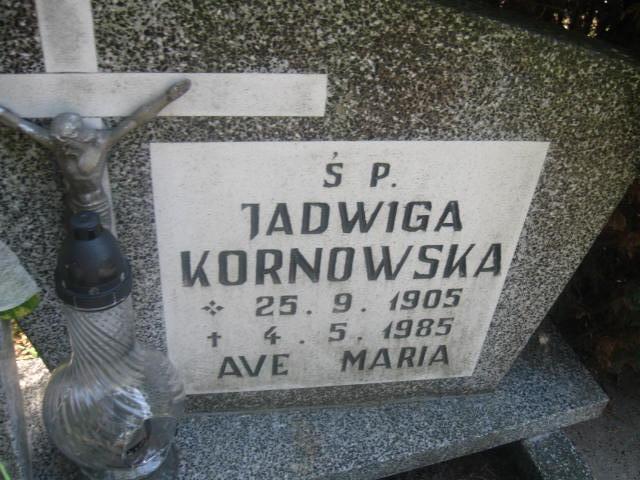 Ś P.
JADWIGA
KORNOWSKA
25.9.1905
† 4.5.1985
AVE MARIA